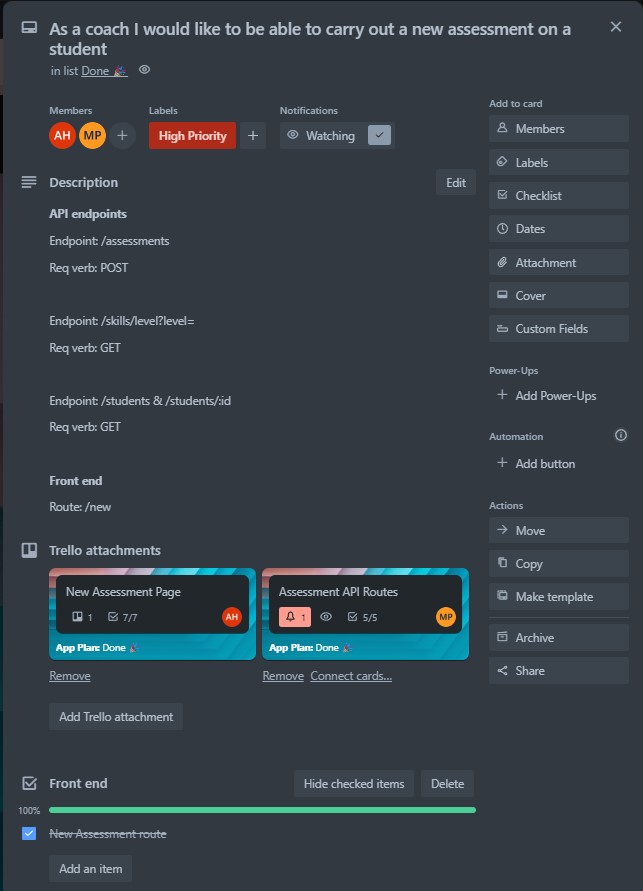 As a coach I would like to be able to carry out a new assessment on a
student
in list Done 🎉
Members
AH MP +
Labels
High Priority +
Notifications
Watching
Description
Edit
API endpoints
Endpoint: /assessments
Req verb: POST
Endpoint: /skills/level?level=
Req verb: GET
Endpoint: /students & /students/:id
Req verb: GET
Front end
Route: /new
Trello attachments
New Assessment Page
1 7/7 AH
App Plan: Done 🎉
Remove
Assessment API Routes
1 5/5 MP
App Plan: Done 🎉
Remove Connect cards...
Add Trello attachment
Front end
Hide checked items Delete
100%
New Assessment route
Add an item
Add to card
Members
Labels
Checklist
Dates
Attachment
Cover
Custom Fields
Power-Ups
+ Add Power-Ups
Automation
+ Add button
Actions
Move
Copy
Make template
Archive
Share